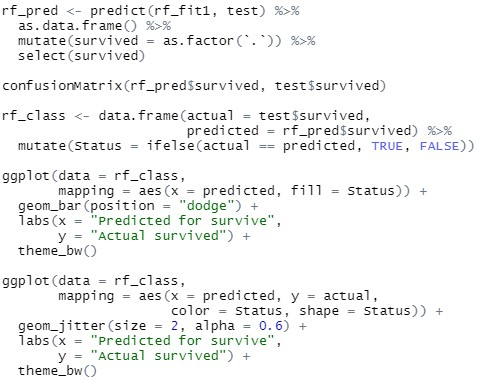 rf_pred <- predict(rf_fit1, test) %>%
  as.data.frame() %>%
  mutate(survived = as.factor(`.`)) %>%
  select(survived)

confusionMatrix(rf_pred$survived, test$survived)

rf_class <- data.frame(actual = test$survived,
                       predicted = rf_pred$survived) %>%
  mutate(Status = ifelse(actual == predicted, TRUE, FALSE))

ggplot(data = rf_class,
       mapping = aes(x = predicted, fill = Status)) +
  geom_bar(position = "dodge") +
  labs(x = "Predicted for survive",
       y = "Actual survived") +
  theme_bw()

ggplot(data = rf_class,
       mapping = aes(x = predicted, y = actual,
                     color = Status, shape = Status)) +
  geom_jitter(size = 2, alpha = 0.6) +
  labs(x = "Predicted for survive",
       y = "Actual survived") +
  theme_bw()